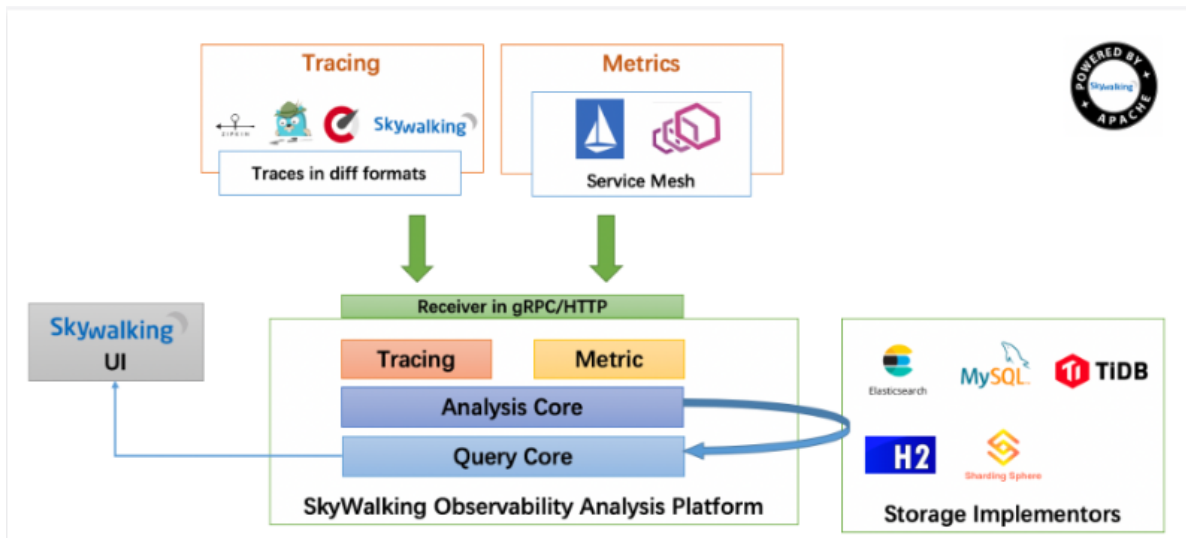 Tracing
Metrics
POWERED BY
Skywalking
APACHE
ZIPKIN
Skywalking
Traces in diff formats
Service Mesh
Receiver in gRPC/HTTP
Skywalking
UI
Tracing
Metric
Analysis Core
Query Core
SkyWalking Observability Analysis Platform
Elasticsearch
MySQL
TiDB
H2
Sharding Sphere
Storage Implementors